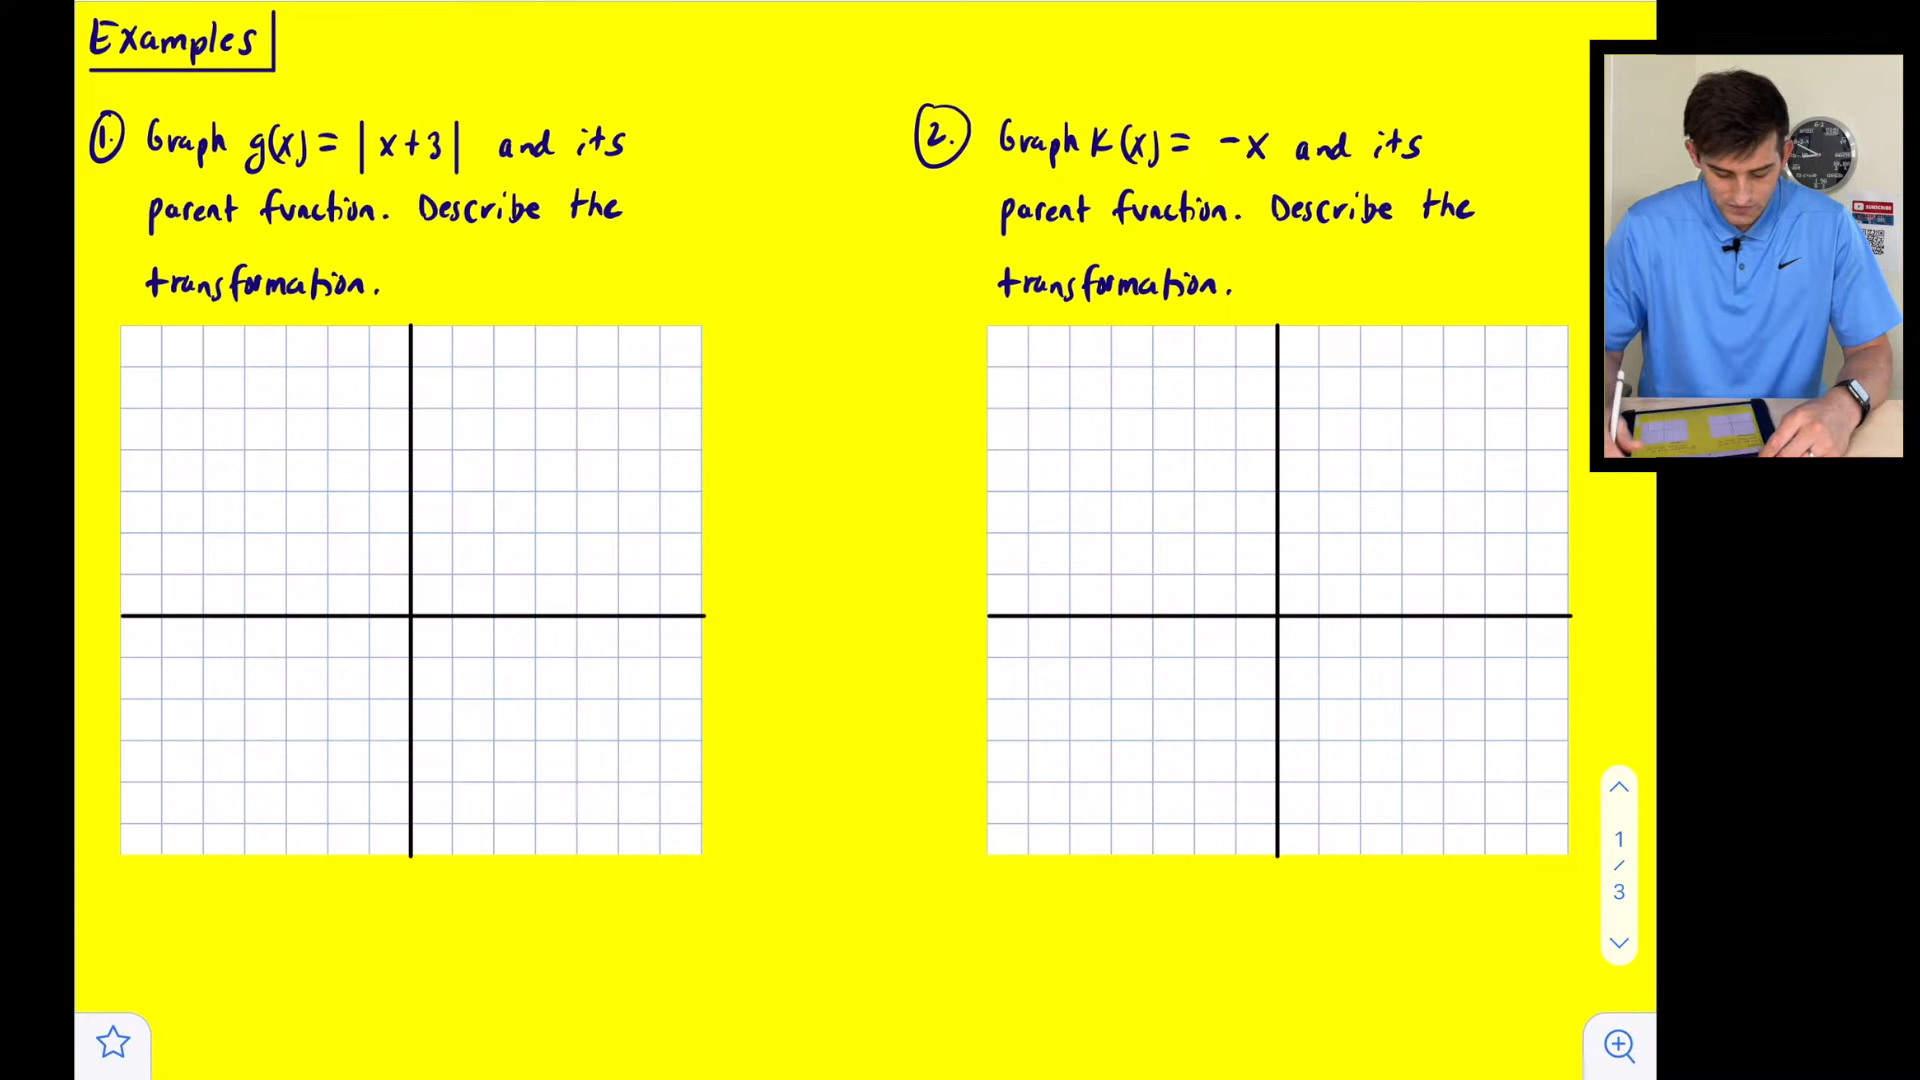 Examples
1. Graph g(x) = |x+3| and its
parent function. Describe the
transformation.
2. Graph K(x) = -x and its
parent function. Describe the
transformation.
SUBSCRIBE
1
/
3